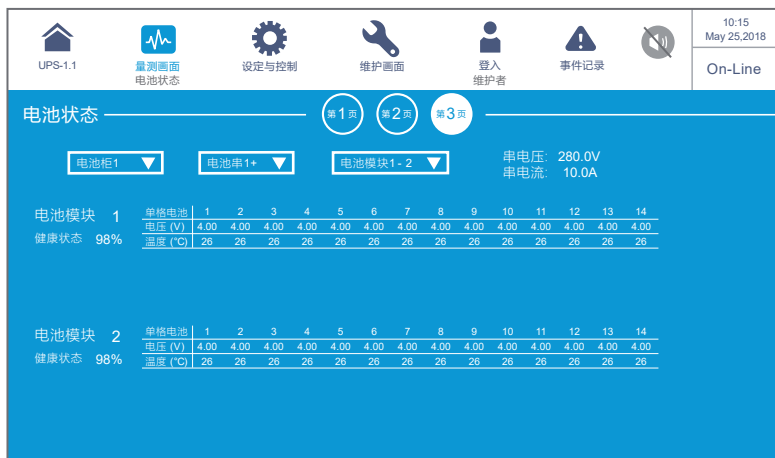 10:15
May 25,2018
On-Line
UPS-1.1
量测画面
电池状态
设定与控制
维护画面
登入
维护者
事件记录
电池状态 第1页 第2页 第3页
电池柜1 电池串1+ 电池模块1 - 2
串电压: 280.0V
串电流: 10.0A
电池模块 1
健康状态 98%
单格电池 1 2 3 4 5 6 7 8 9 10 11 12 13 14
电压 (V) 4.00 4.00 4.00 4.00 4.00 4.00 4.00 4.00 4.00 4.00 4.00 4.00 4.00 4.00
温度 (°C) 26 26 26 26 26 26 26 26 26 26 26 26 26 26
电池模块 2
健康状态 98%
单格电池 1 2 3 4 5 6 7 8 9 10 11 12 13 14
电压 (V) 4.00 4.00 4.00 4.00 4.00 4.00 4.00 4.00 4.00 4.00 4.00 4.00 4.00 4.00
温度 (°C) 26 26 26 26 26 26 26 26 26 26 26 26 26 26